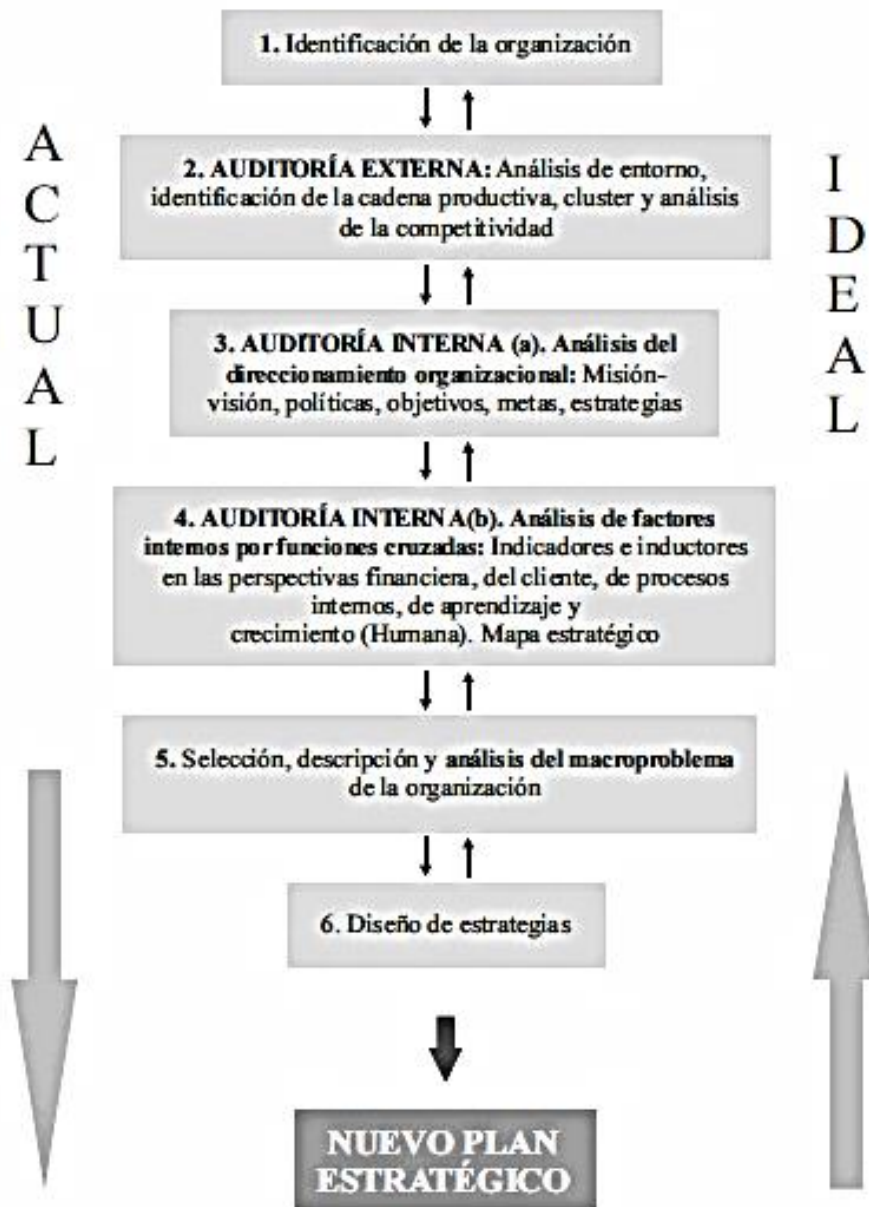 1. Identificación de la organización
ACTUAL
IDEAL
2. AUDITORÍA EXTERNA: Análisis de entorno,
identificación de la cadena productiva, cluster y análisis
de la competitividad
3. AUDITORÍA INTERNA (a). Análisis del
direccionamiento organizacional: Misión-
visión, políticas, objetivos, metas, estrategias
4. AUDITORÍA INTERNA(b). Análisis de factores
internos por funciones cruzadas: Indicadores e inductores
en las perspectivas financiera, del cliente, de procesos
internos, de aprendizaje y
crecimiento (Humana). Mapa estratégico
5. Selección, descripción y análisis del macroproblema
de la organización
6. Diseño de estrategias
NUEVO PLAN
ESTRATÉGICO